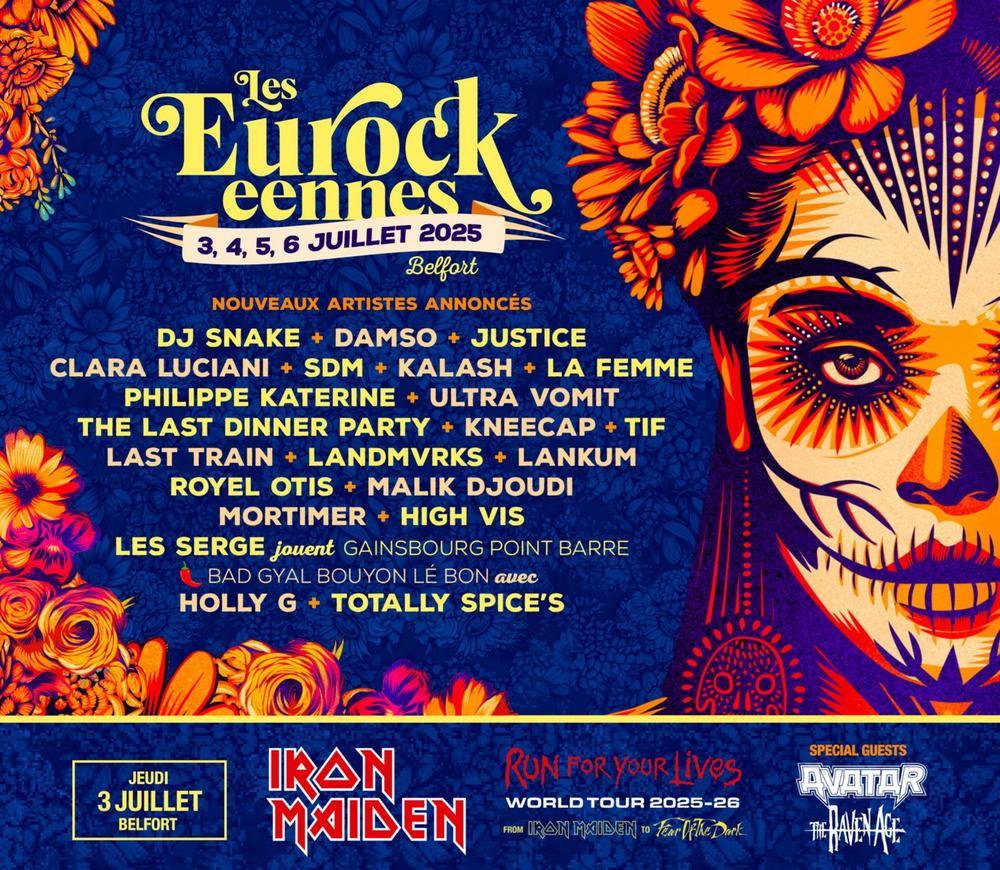 Les
Eurock
eennes
3, 4, 5, 6 JUILLET 2025
Belfort
NOUVEAUX ARTISTES ANNONCÉS
DJ SNAKE + DAMSO + JUSTICE
CLARA LUCIANI + SDM + KALASH + LA FEMME
PHILIPPE KATERINE + ULTRA VOMIT
THE LAST DINNER PARTY + KNEECAP + TIF
LAST TRAIN + LANDMVRKS + LANKUM
ROYEL OTIS + MALIK DJOUDI
MORTIMER + HIGH VIS
LES SERGE jouent GAINSBOURG POINT BARRE
🌶️ BAD GYAL BOUYON LÉ BON avec
HOLLY G + TOTALLY SPICE'S
JEUDI
3 JUILLET
BELFORT
IRON
MAIDEN
RUN FOR YOUR LIVES
WORLD TOUR 2025-26
FROM IRON MAIDEN TO Fear Of The Dark
SPECIAL GUESTS
AVATAR
THE RAVEN AGE